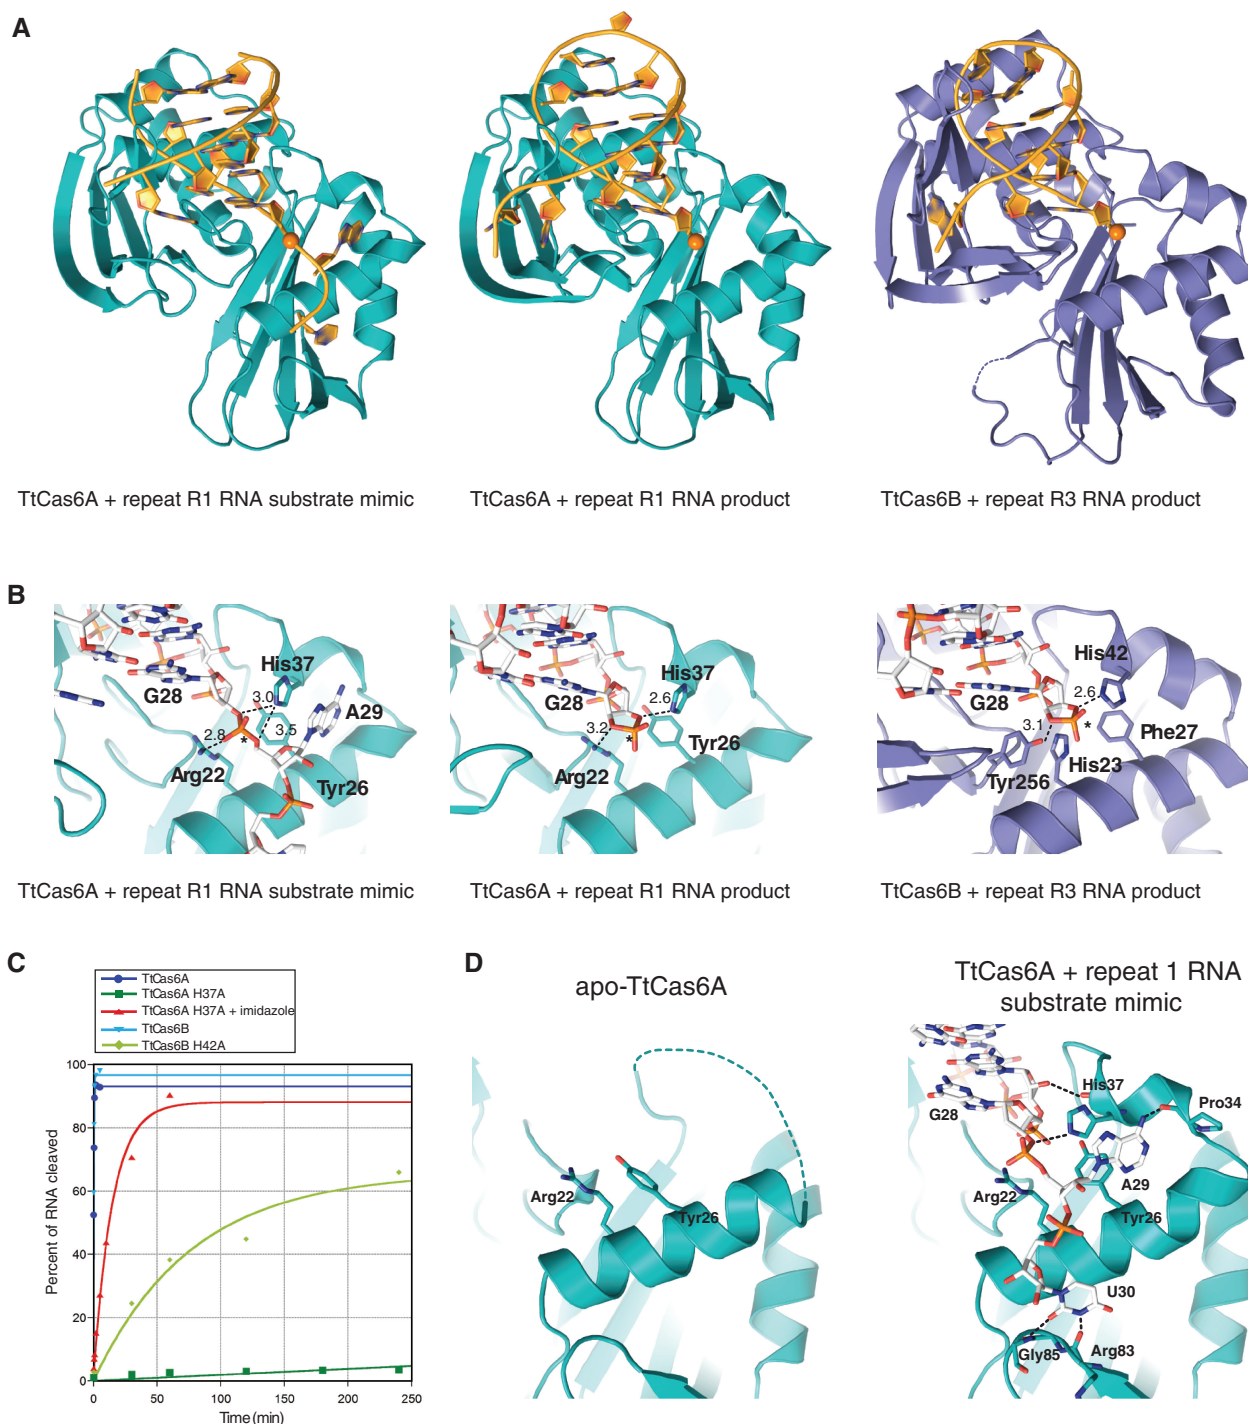 A
TtCas6A + repeat R1 RNA substrate mimic
TtCas6A + repeat R1 RNA product
TtCas6B + repeat R3 RNA product
B
His37
G28
3.0
A29
3.5
2.8
*
Arg22
Tyr26
His37
G28
2.6
3.2
*
Tyr26
Arg22
His42
G28
2.6
*
3.1
Phe27
Tyr256
His23
TtCas6A + repeat R1 RNA substrate mimic
TtCas6A + repeat R1 RNA product
TtCas6B + repeat R3 RNA product
C
TtCas6A
TtCas6A H37A
TtCas6A H37A + imidazole
TtCas6B
TtCas6B H42A
Percent of RNA cleaved
100
80
60
40
20
0
0 50 100 150 200 250
Time (min)
D
apo-TtCas6A
Arg22
Tyr26
TtCas6A + repeat 1 RNA
substrate mimic
His37
Pro34
G28
A29
Arg22
Tyr26
U30
Gly85
Arg83